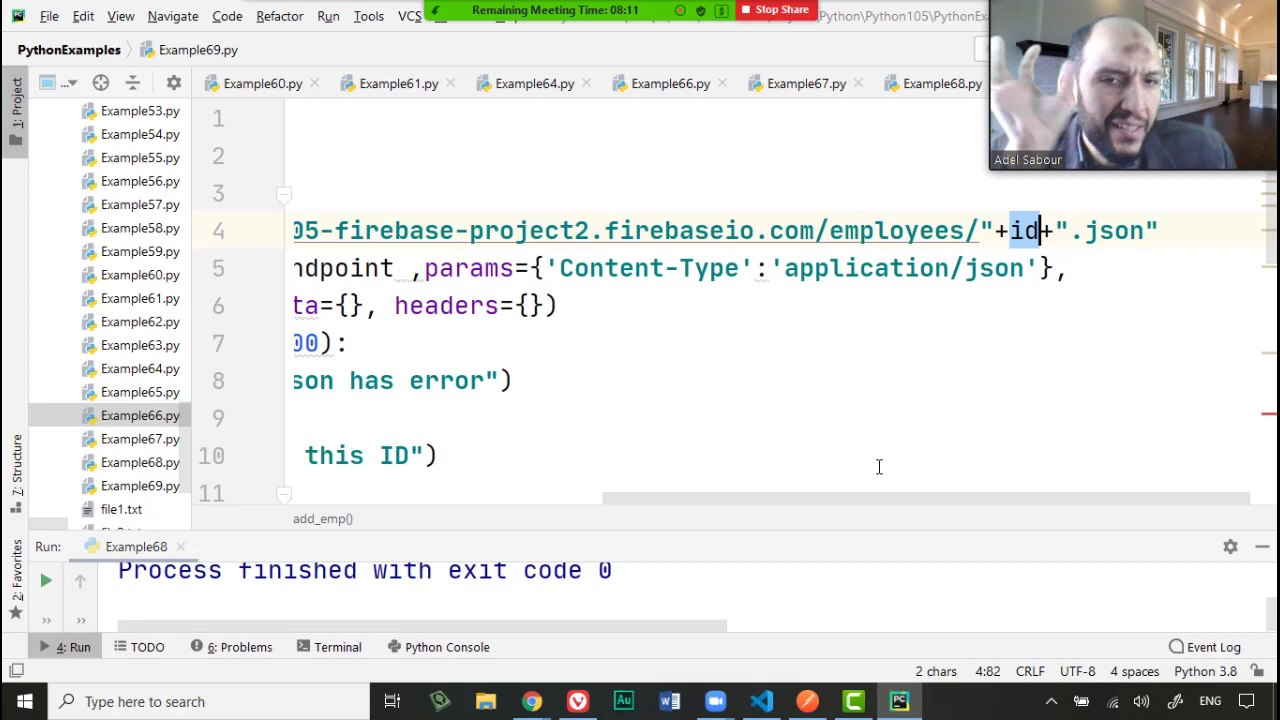 Remaining Meeting Time: 08:11
Stop Share
File Edit View Navigate Code Refactor Run Tools VCS
PythonExamples Example69.py
Example60.py Example61.py Example64.py Example66.py Example67.py Example68.py
1: Project
Example53.py
Example54.py
Example55.py
Example56.py
Example57.py
Example58.py
Example59.py
Example60.py
Example61.py
Example62.py
Example63.py
Example64.py
Example65.py
Example66.py
Example67.py
Example68.py
Example69.py
file1.txt
1
2
3
4 05-firebase-project2.firebaseio.com/employees/"+id+".json"
5 ndpoint ,params={'Content-Type':'application/json'},
6 ta={}, headers={})
7 00):
8 son has error")
9
10 this ID")
11
add_emp()
Adel Sabour
7: Structure
2: Favorites
Run: Example68
Process finished with exit code 0
4: Run TODO 6: Problems Terminal Python Console Event Log
2 chars 4:82 CRLF UTF-8 4 spaces Python 3.8
Type here to search
ENG